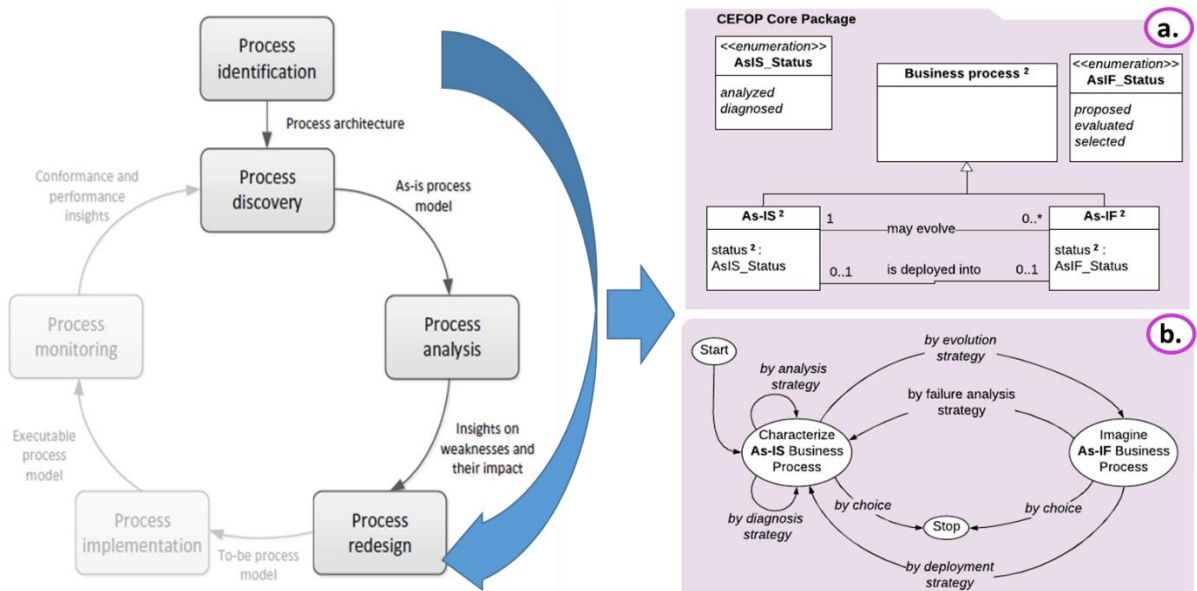 Process
identification
Process architecture
Process
discovery
As-is process
model
Process
analysis
Insights on
weaknesses and
their impact
Process
redesign
To-be process
model
Process
implementation
Executable
process
model
Process
monitoring
Conformance and
performance
insights
CEFOP Core Package
a.
<<enumeration>>
AsIS_Status
analyzed
diagnosed
Business process ²
<<enumeration>>
AsIF_Status
proposed
evaluated
selected
As-IS ²
status ² :
AsIS_Status
As-IF ²
status ² :
AsIF_Status
1
may evolve
0..*
0..1
is deployed into
0..1
b.
Start
by analysis
strategy
by evolution
strategy
by failure analysis
strategy
Characterize
As-IS Business
Process
Imagine
As-IF Business
Process
by diagnosis
strategy
by choice
Stop
by choice
by deployment
strategy